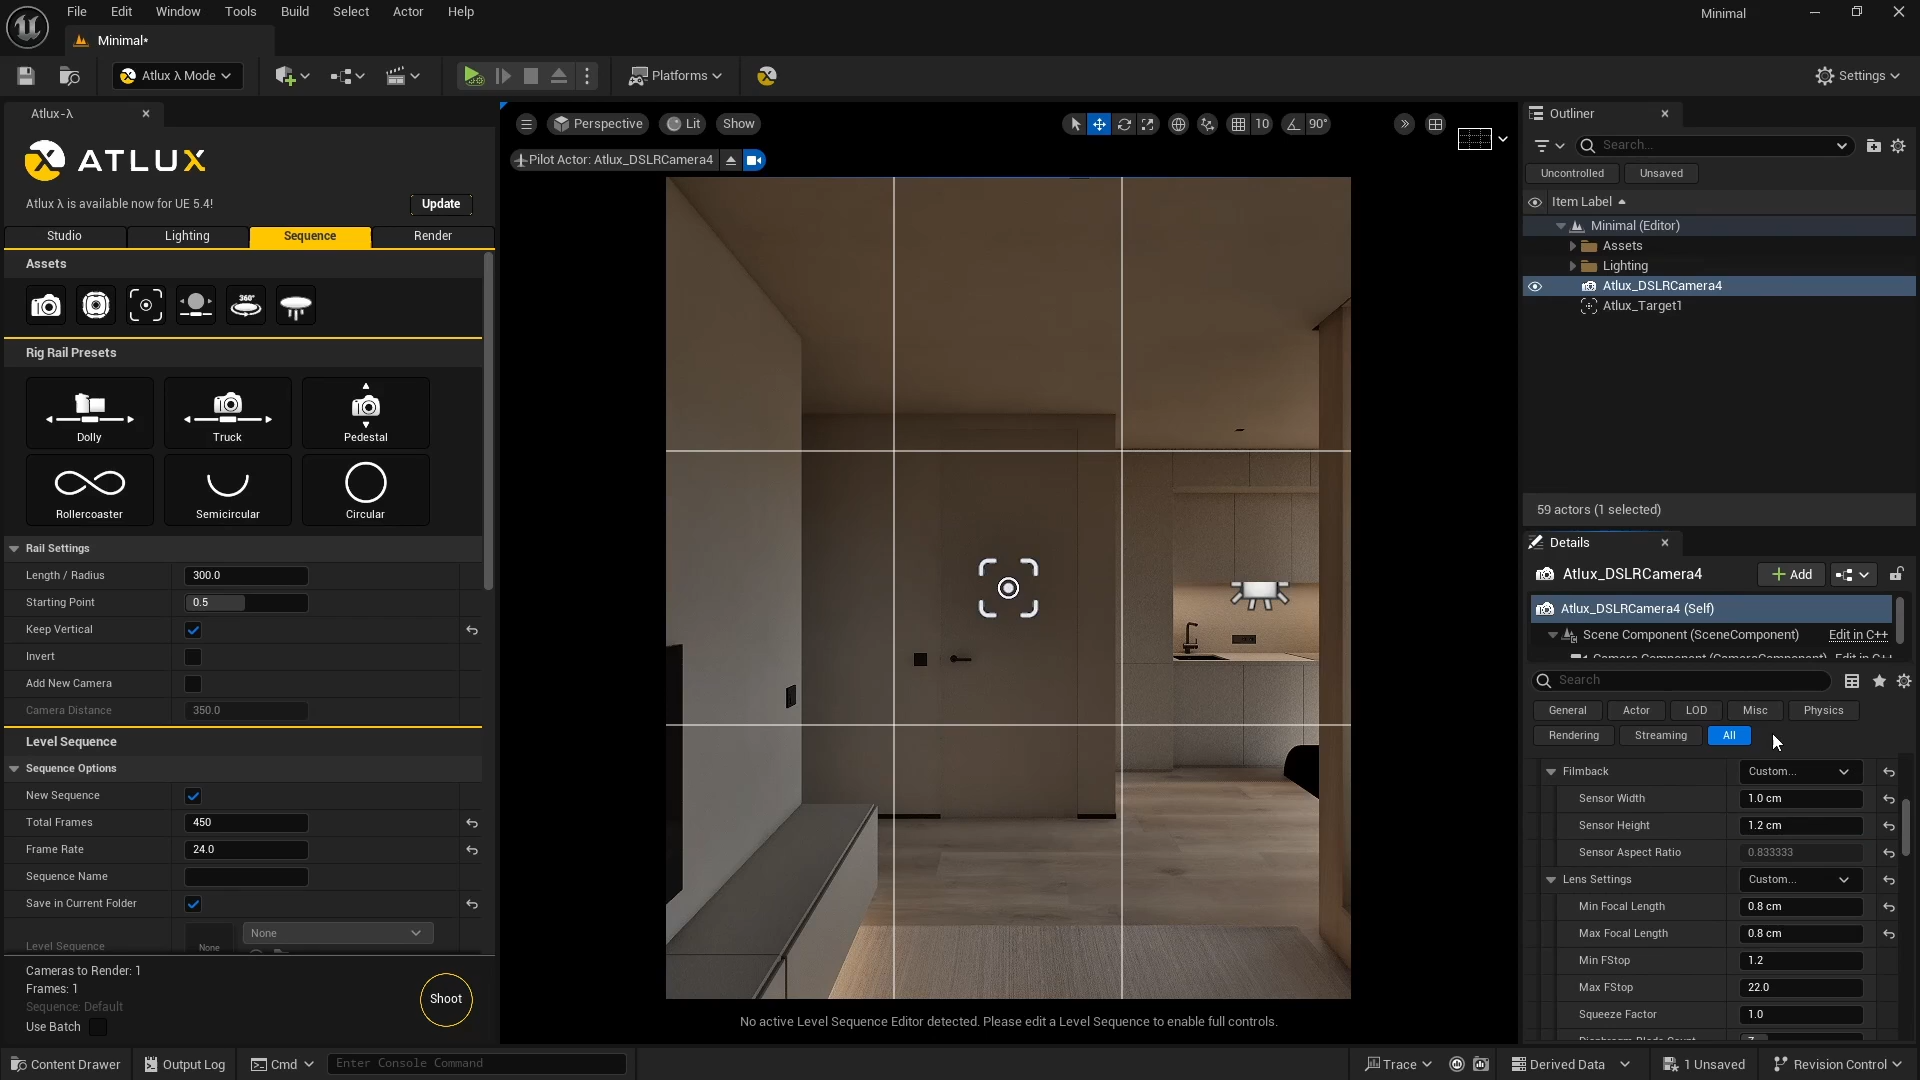 File Edit Window Tools Build Select Actor Help
Minimal
Minimal*
Atlux λ Mode
Platforms
Settings
Atlux-λ
ATLUX
Atlux λ is available now for UE 5.4!
Update
Studio Lighting Sequence Render
Assets
360°
Rig Rail Presets
Dolly Truck Pedestal
Rollercoaster Semicircular Circular
Rail Settings
Length / Radius 300.0
Starting Point 0.5
Keep Vertical
Invert
Add New Camera
Camera Distance 350.0
Level Sequence
Sequence Options
New Sequence
Total Frames 450
Frame Rate 24.0
Sequence Name
Save in Current Folder
Level Sequence None None
Cameras to Render: 1
Frames: 1
Sequence: Default
Use Batch
Shoot
Perspective Lit Show
10 90°
Pilot Actor: Atlux_DSLRCamera4
No active Level Sequence Editor detected. Please edit a Level Sequence to enable full controls.
Outliner
Search...
Uncontrolled Unsaved
Item Label
Minimal (Editor)
Assets
Lighting
Atlux_DSLRCamera4
Atlux_Target1
59 actors (1 selected)
Details
Atlux_DSLRCamera4 Add
Atlux_DSLRCamera4 (Self)
Scene Component (SceneComponent) Edit in C++
Camera Component (CameraComponent) Edit in C++
Search
General Actor LOD Misc Physics
Rendering Streaming All
Filmback Custom...
Sensor Width 1.0 cm
Sensor Height 1.2 cm
Sensor Aspect Ratio 0.833333
Lens Settings Custom...
Min Focal Length 0.8 cm
Max Focal Length 0.8 cm
Min FStop 1.2
Max FStop 22.0
Squeeze Factor 1.0
Diaphragm Blade Count 7
Content Drawer Output Log Cmd Enter Console Command
Trace Derived Data 1 Unsaved Revision Control